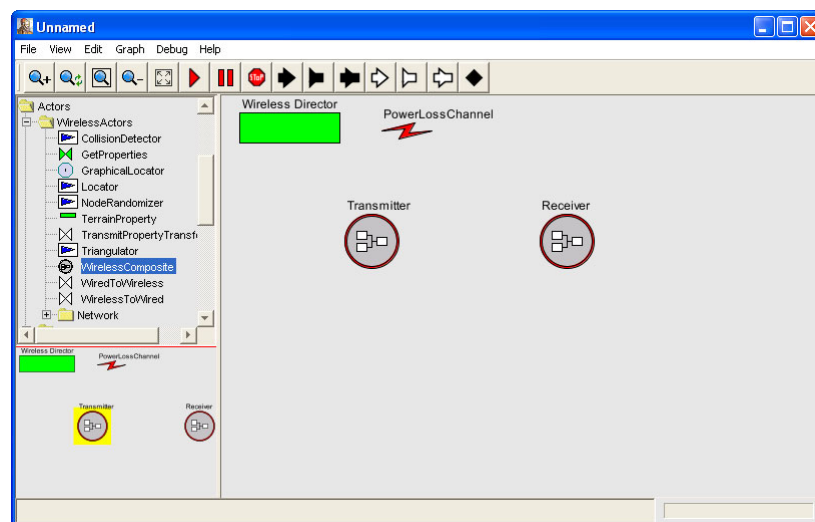 Unnamed
File View Edit Graph Debug Help
STOP
Actors
WirelessActors
CollisionDetector
GetProperties
GraphicalLocator
Locator
NodeRandomizer
TerrainProperty
TransmitPropertyTransf
Triangulator
WirelessComposite
WiredToWireless
WirelessToWired
Network
Wireless Director
PowerLossChannel
Transmitter Receiver
Wireless Director
PowerLossChannel
Transmitter Receiver